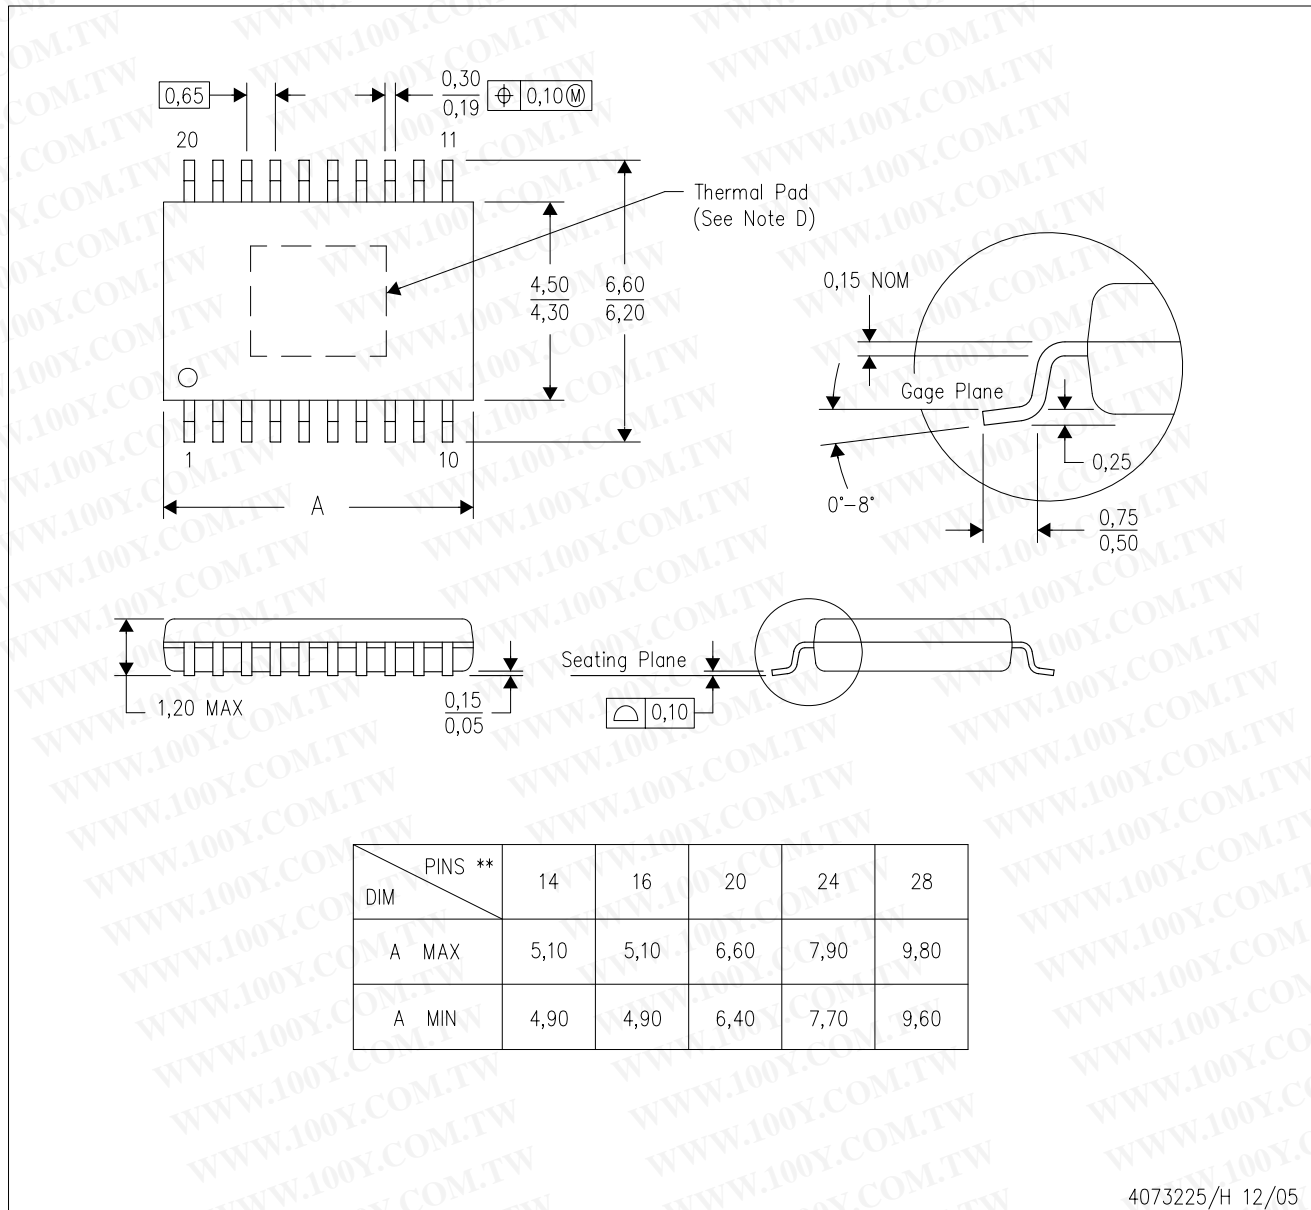 0,65
0,30
0,19
0,10 Ⓜ
20
11
Thermal Pad
(See Note D)
4,50
4,30
6,60
6,20
1
10
A
0,15 NOM
Gage Plane
0,25
0°–8°
0,75
0,50
1,20 MAX
0,15
0,05
Seating Plane
0,10
PINS **
DIM
14 16 20 24 28
A MAX 5,10 5,10 6,60 7,90 9,80
A MIN 4,90 4,90 6,40 7,70 9,60
4073225/H 12/05
WWW.100Y.COM.TW